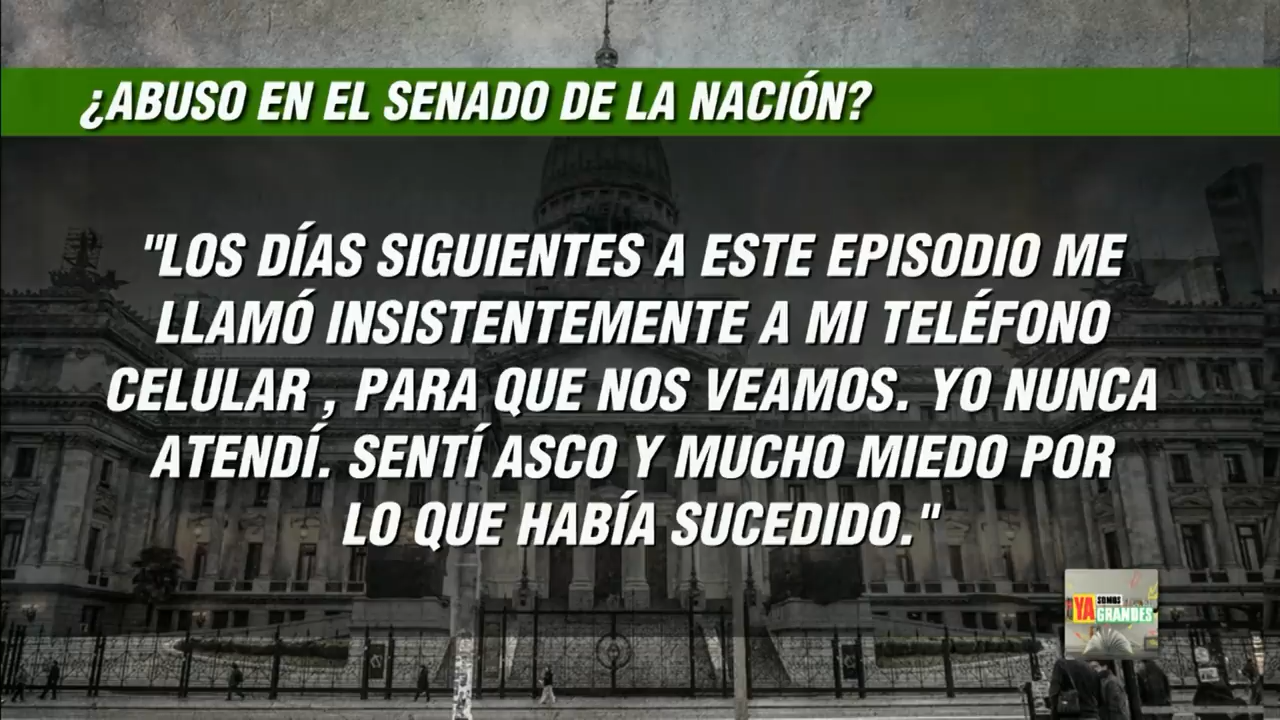 ¿ABUSO EN EL SENADO DE LA NACIÓN?
"LOS DÍAS SIGUIENTES A ESTE EPISODIO ME
LLAMÓ INSISTENTEMENTE A MI TELÉFONO
CELULAR , PARA QUE NOS VEAMOS. YO NUNCA
ATENDÍ. SENTÍ ASCO Y MUCHO MIEDO POR
LO QUE HABÍA SUCEDIDO."
YA SOMOS
GRANDES